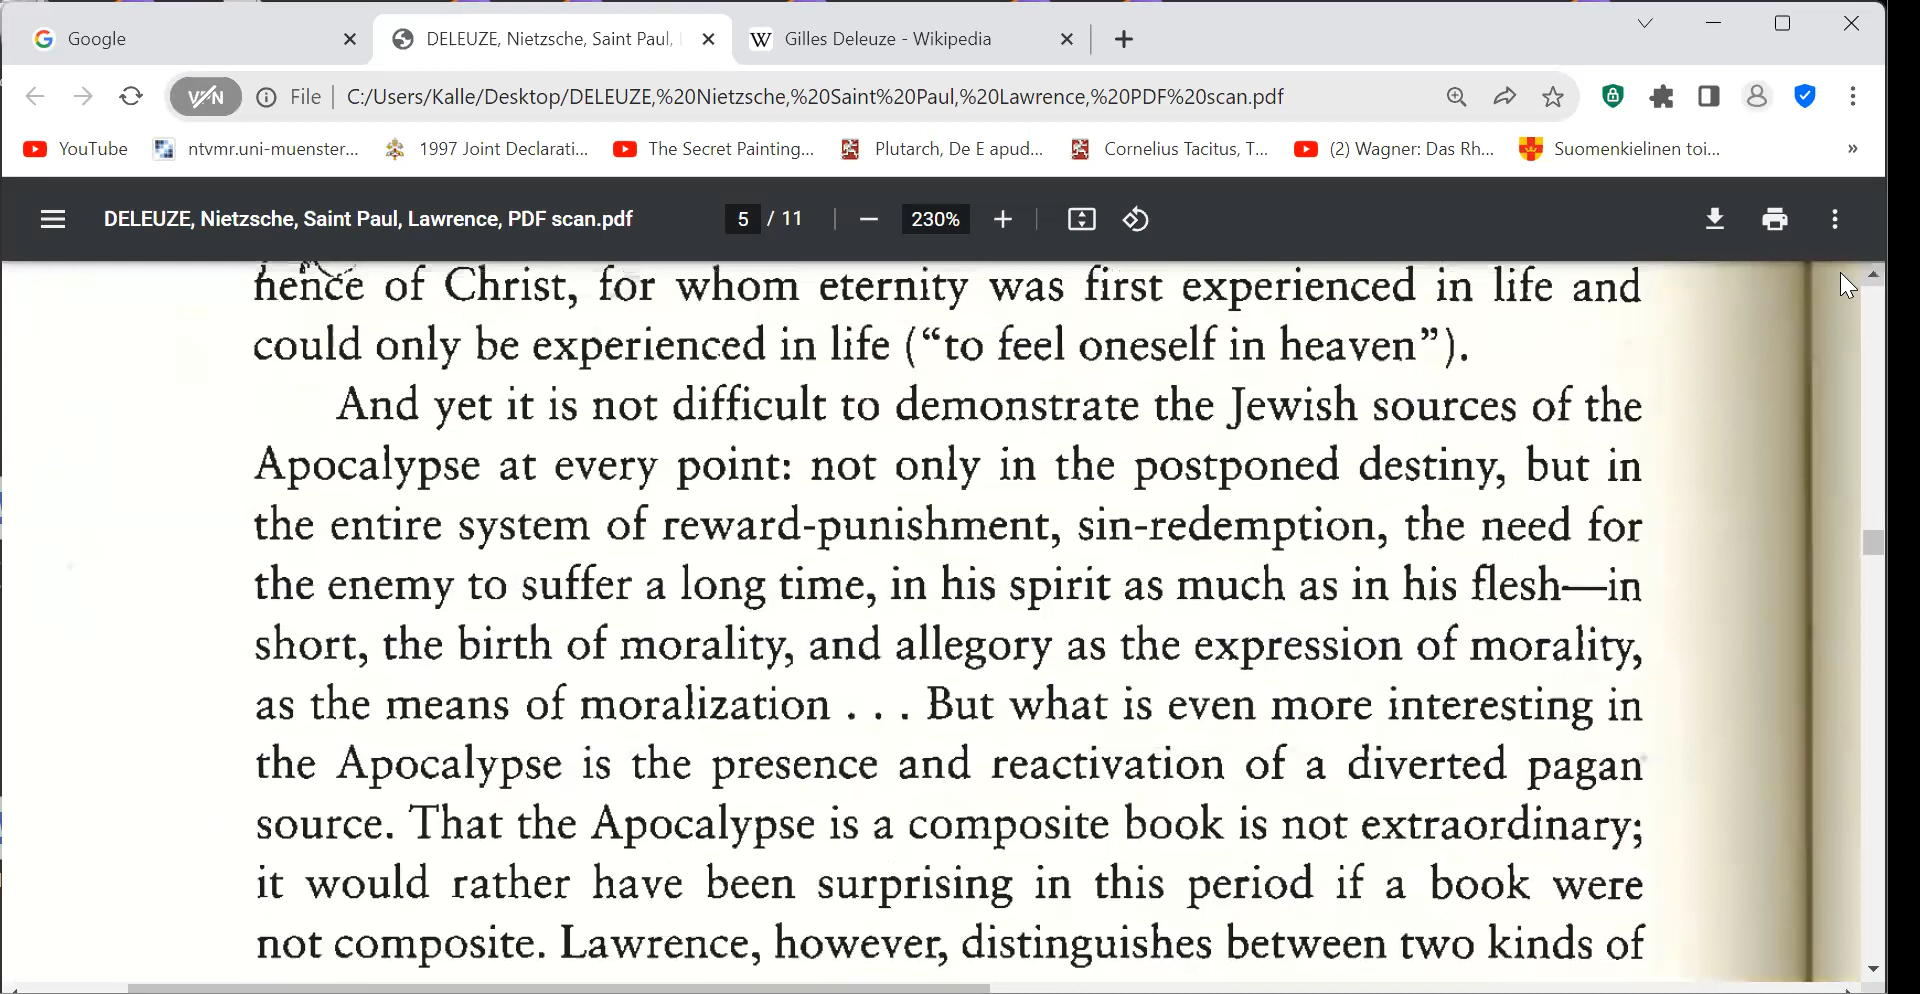 Google
DELEUZE, Nietzsche, Saint Paul,
Gilles Deleuze - Wikipedia
VPN
File
C:/Users/Kalle/Desktop/DELEUZE,%20Nietzsche,%20Saint%20Paul,%20Lawrence,%20PDF%20scan.pdf
YouTube
ntvmr.uni-muenster...
1997 Joint Declarati...
The Secret Painting...
Plutarch, De E apud...
Cornelius Tacitus, T...
(2) Wagner: Das Rh...
Suomenkielinen toi...
»
DELEUZE, Nietzsche, Saint Paul, Lawrence, PDF scan.pdf
5 / 11
230%
nence of Christ, for whom eternity was first experienced in life and
could only be experienced in life (“to feel oneself in heaven”).
And yet it is not difficult to demonstrate the Jewish sources of the
Apocalypse at every point: not only in the postponed destiny, but in
the entire system of reward-punishment, sin-redemption, the need for
the enemy to suffer a long time, in his spirit as much as in his flesh—in
short, the birth of morality, and allegory as the expression of morality,
as the means of moralization . . . But what is even more interesting in
the Apocalypse is the presence and reactivation of a diverted pagan
source. That the Apocalypse is a composite book is not extraordinary;
it would rather have been surprising in this period if a book were
not composite. Lawrence, however, distinguishes between two kinds of